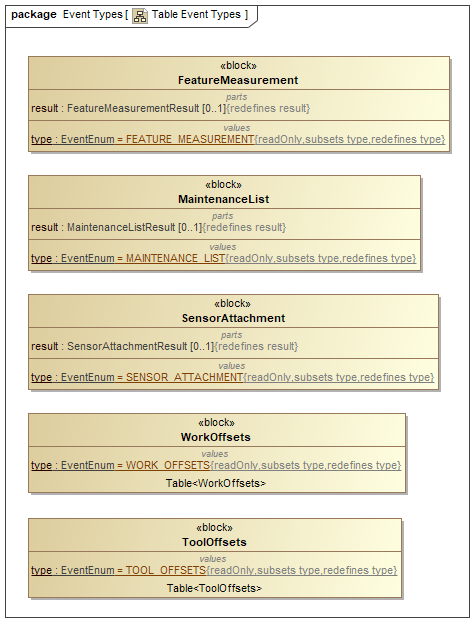 package Event Types [ Table Event Types ]
«block»
FeatureMeasurement
parts
result : FeatureMeasurementResult [0..1]{redefines result}
values
type : EventEnum = FEATURE_MEASUREMENT{readOnly,subsets type,redefines type}
«block»
MaintenanceList
parts
result : MaintenanceListResult [0..1]{redefines result}
values
type : EventEnum = MAINTENANCE_LIST{readOnly,subsets type,redefines type}
«block»
SensorAttachment
parts
result : SensorAttachmentResult [0..1]{redefines result}
values
type : EventEnum = SENSOR_ATTACHMENT{readOnly,subsets type,redefines type}
«block»
WorkOffsets
values
type : EventEnum = WORK_OFFSETS{readOnly,subsets type,redefines type}
Table<WorkOffsets>
«block»
ToolOffsets
values
type : EventEnum = TOOL_OFFSETS{readOnly,subsets type,redefines type}
Table<ToolOffsets>